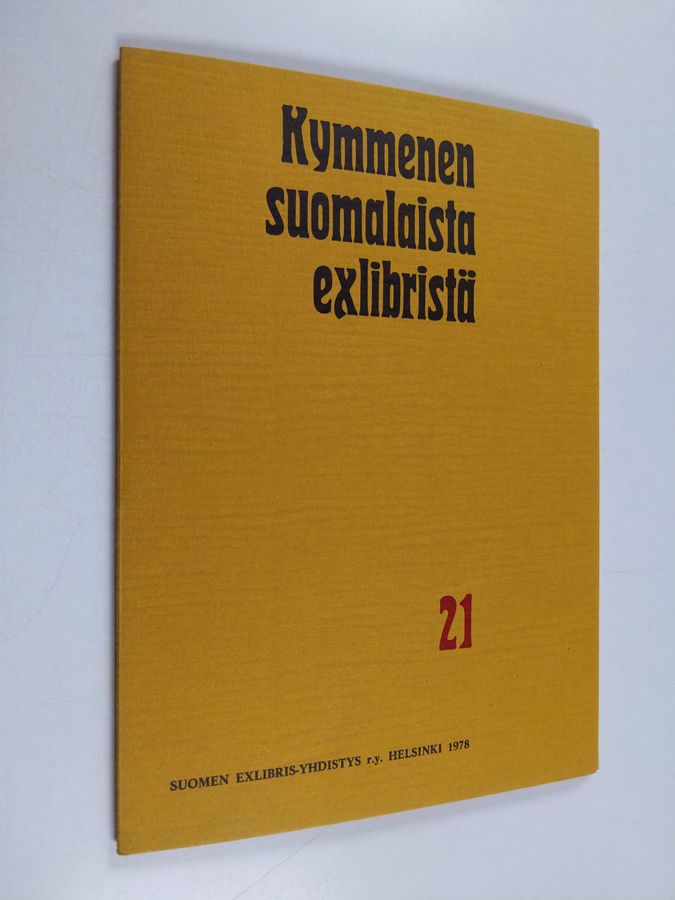 Kymmenen
suomalaista
exlibristä
21
SUOMEN EXLIBRIS-YHDISTYS r.y. HELSINKI 1978